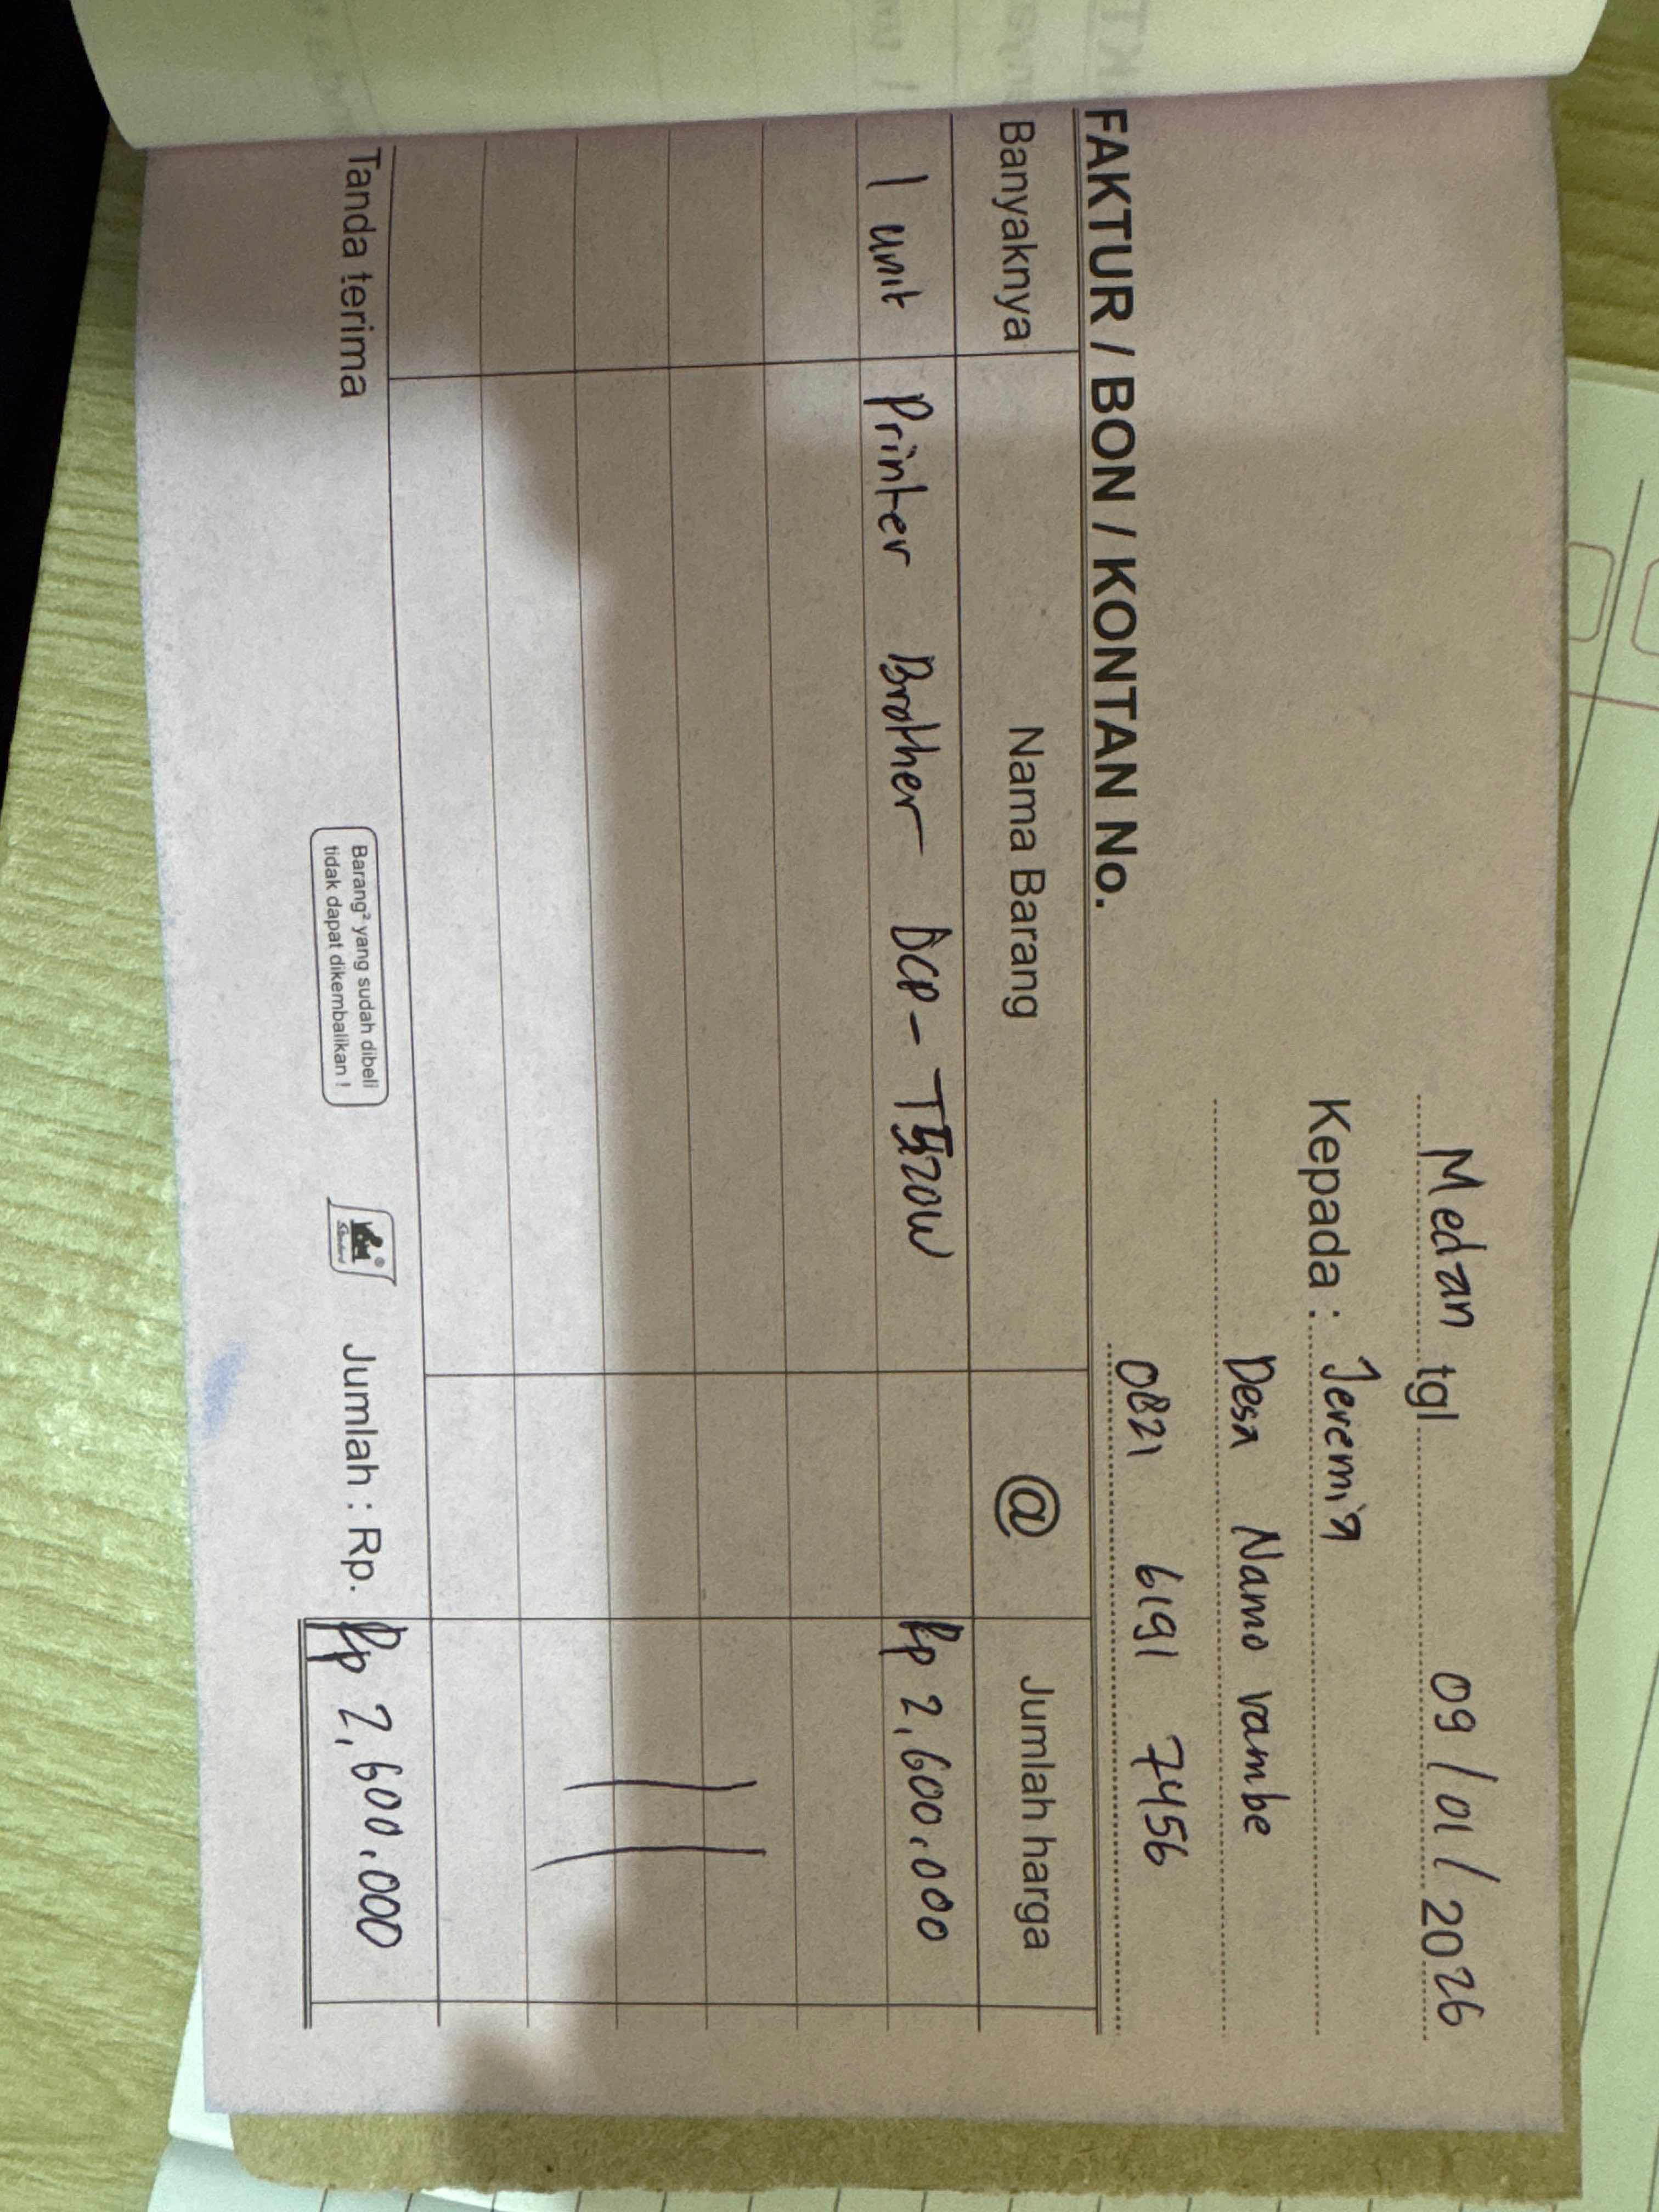 Medan tgl 09/01/2026
Kepada : Jeremia
Desa Namo rambe
0821 6191 7456
FAKTUR / BON / KONTAN No.
Banyaknya Nama Barang @ Jumlah harga
1 unit Printer Brother DCP-T520W Rp 2,600.000
Tanda terima
Barang² yang sudah dibeli
tidak dapat dikembalikan !
Jumlah : Rp. Rp 2,600.000